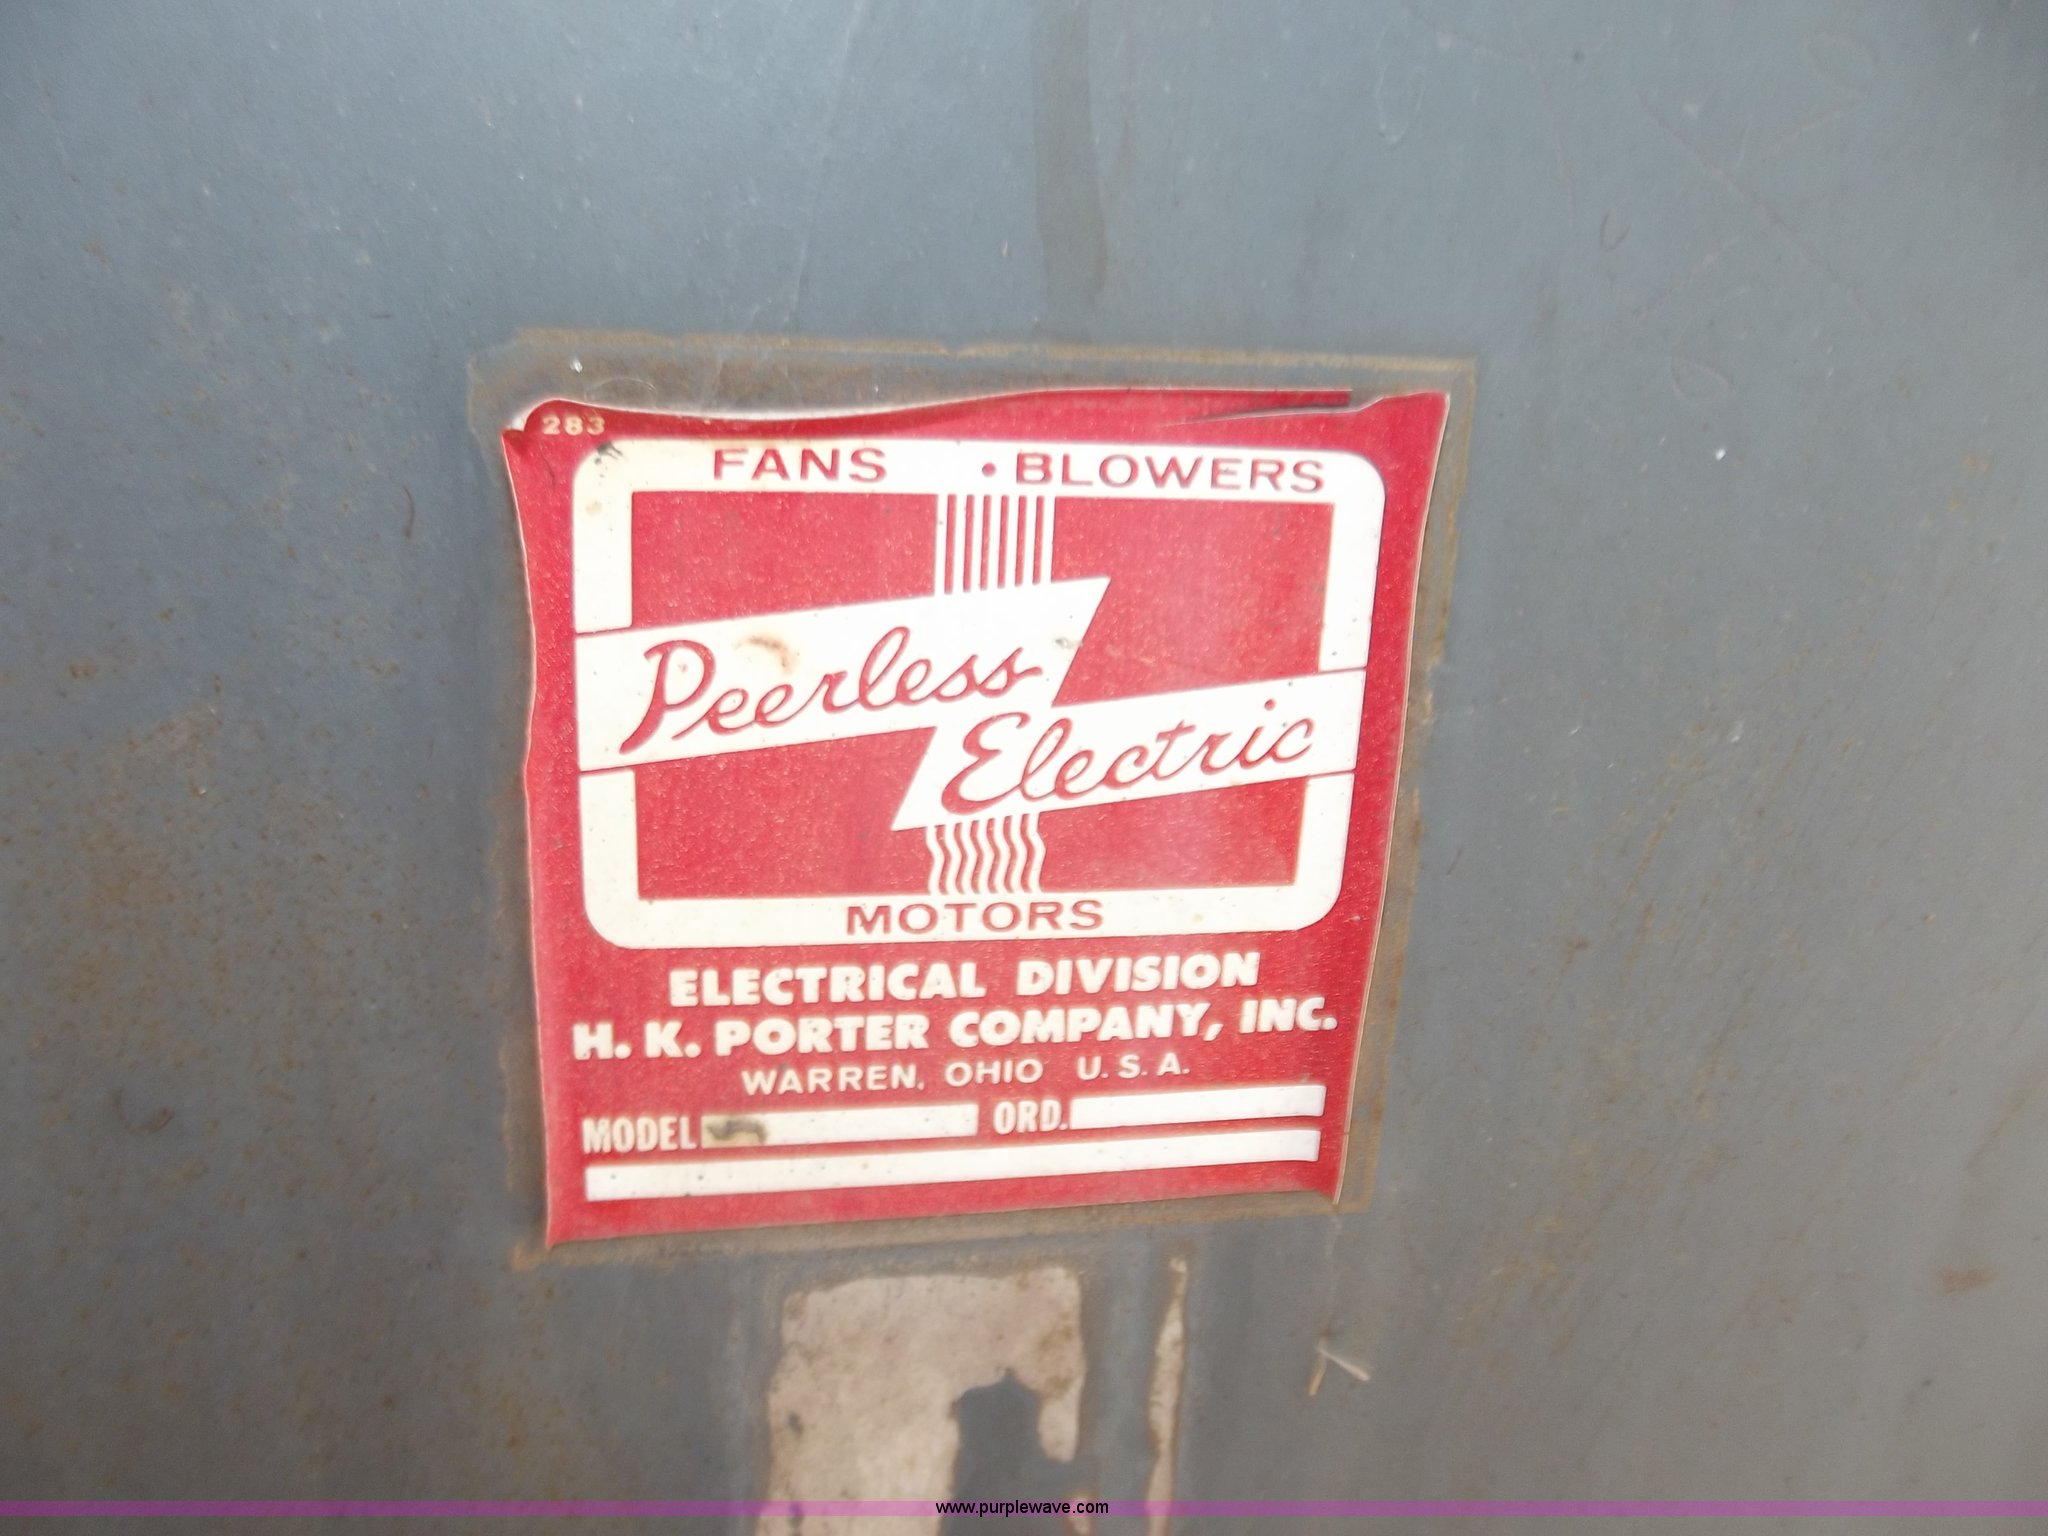 283
FANS • BLOWERS
Peerless
Electric
MOTORS
ELECTRICAL DIVISION
H. K. PORTER COMPANY, INC.
WARREN, OHIO U.S.A.
MODEL ORD.
www.purplewave.com